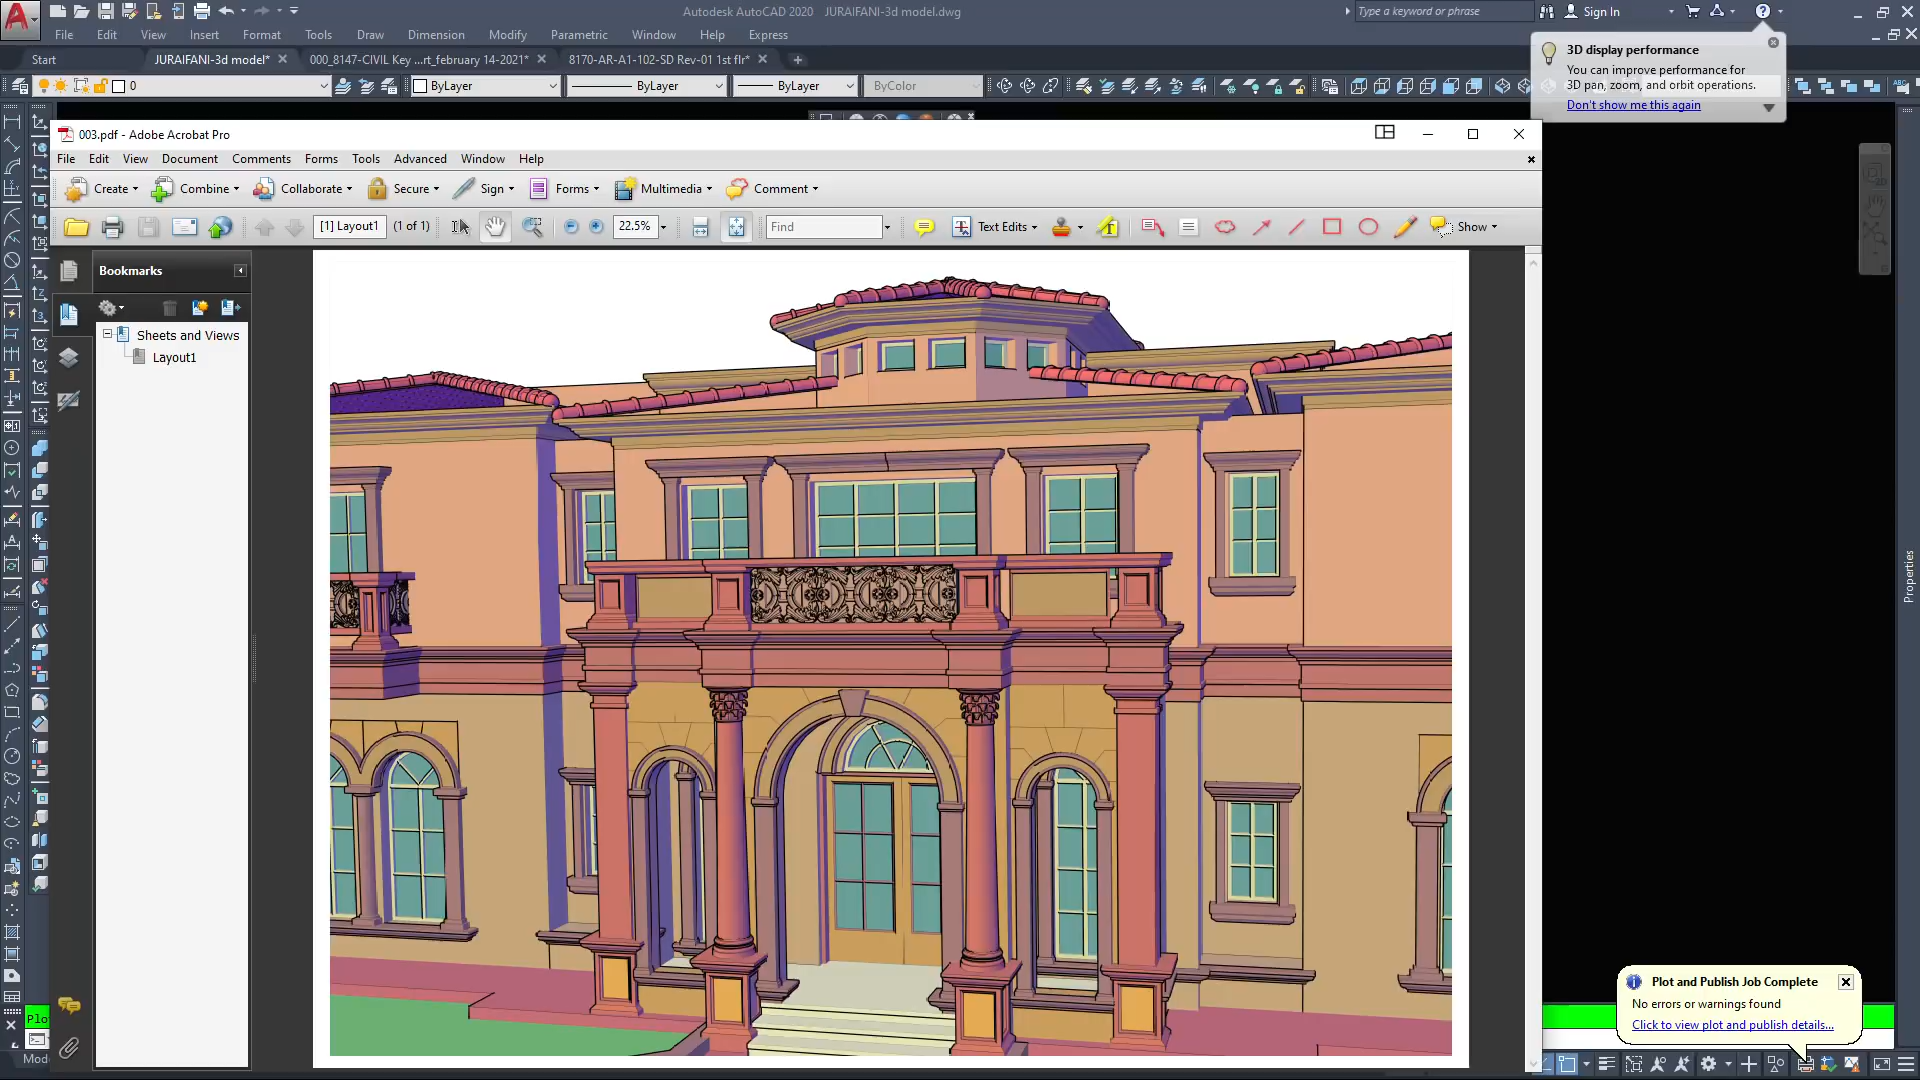 Autodesk AutoCAD 2020 JURAIFANI-3d model.dwg
Type a keyword or phrase
Sign In
File Edit View Insert Format Tools Draw Dimension Modify Parametric Window Help Express
Start JURAIFANI-3d model* 000_8147-CIVIL Key ...rt_february 14-2021* 8170-AR-A1-102-SD Rev-01 1st flr*
0 ByLayer ByLayer ByLayer ByColor
3D display performance
You can improve performance for
3D pan, zoom, and orbit operations.
Don't show me this again
003.pdf - Adobe Acrobat Pro
File Edit View Document Comments Forms Tools Advanced Window Help
Create Combine Collaborate Secure Sign Forms Multimedia Comment
[1] Layout1 (1 of 1) 22.5% Find Text Edits Show
Bookmarks
Sheets and Views
Layout1
Properties
Plot and Publish Job Complete
No errors or warnings found
Click to view plot and publish details...
Plo
Mod